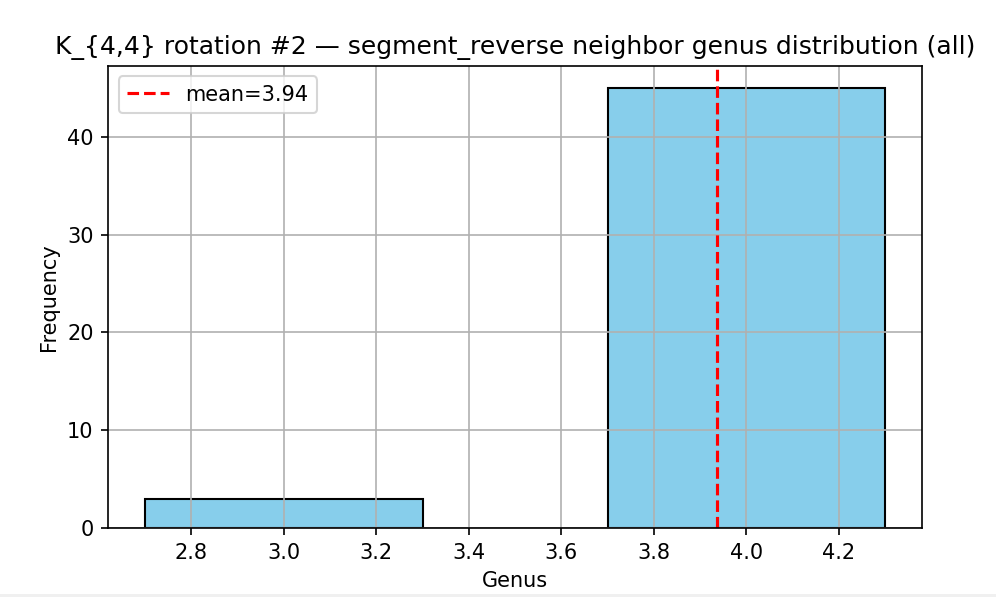 K_{4,4} rotation #2 — segment_reverse neighbor genus distribution (all)
mean=3.94
Frequency
40
30
20
10
0
2.8 3.0 3.2 3.4 3.6 3.8 4.0 4.2
Genus